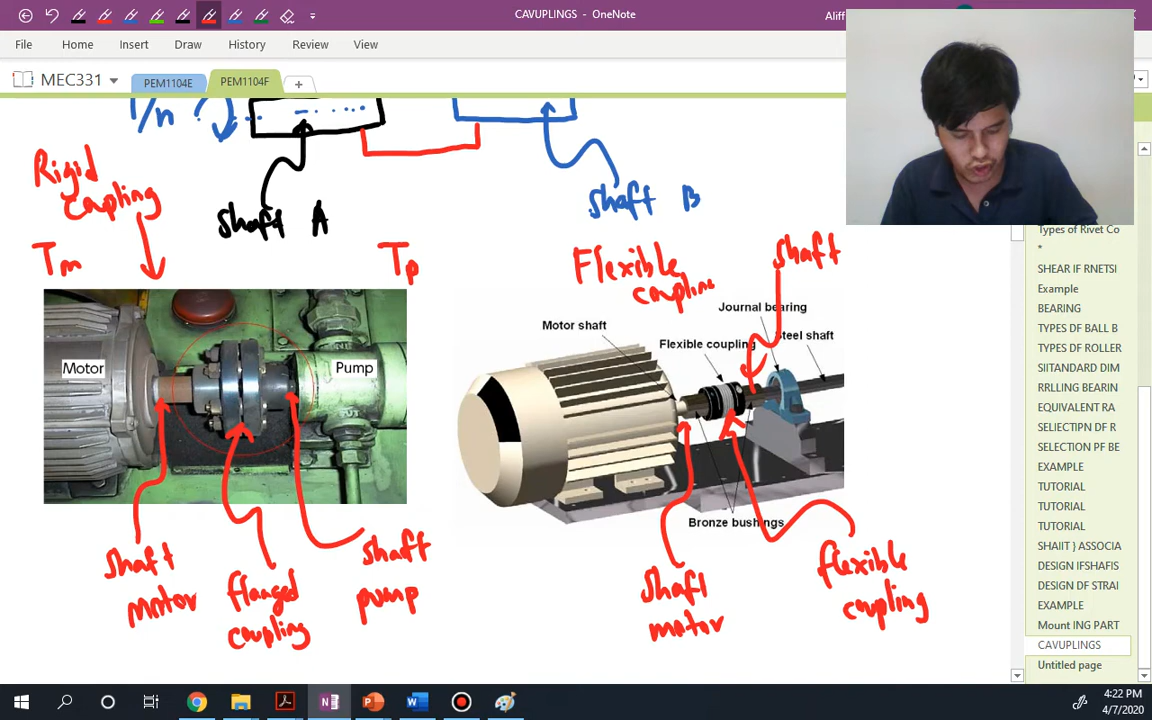 CAVUPLINGS - OneNote
File
Home
Insert
Draw
History
Review
View
MEC331
PEM1104E
PEM1104F
Rigid
coupling
shaft A
shaft B
Tm
Tp
Flexible
coupling
shaft
Motor
Pump
Motor shaft
Journal bearing
Flexible coupling
Steel shaft
Bronze bushings
shaft
motor
flanged
coupling
shaft
pump
shaft
motor
flexible
coupling
Types of Rivet Co
*
SHEAR IF RNETSI
Example
BEARING
TYPES DF BALL B
TYPES DF ROLLER
SIITANDARD DIM
RRLLING BEARIN
EQUIVALENT RA
SELIECTIPN DF R
SELECTION PF BE
EXAMPLE
TUTORIAL
TUTORIAL
TUTORIAL
SHAIIT } ASSOCIA
DESIGN IFSHAFIS
DESIGN DF STRAI
EXAMPLE
Mount ING PART
CAVUPLINGS
Untitled page
4:22 PM
4/7/2020